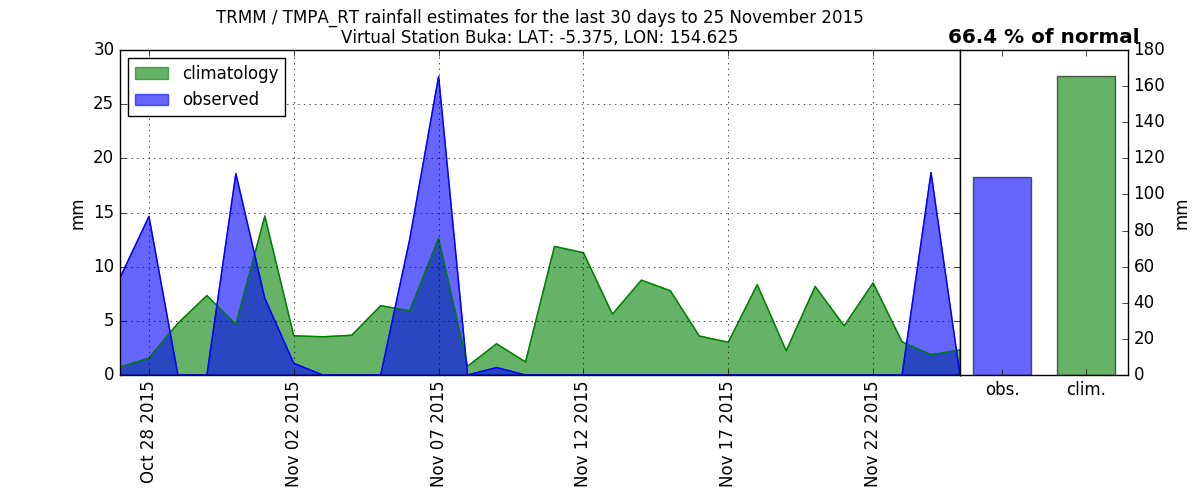 TRMM / TMPA_RT rainfall estimates for the last 30 days to 25 November 2015
Virtual Station Buka: LAT: -5.375, LON: 154.625
66.4 % of normal
climatology
observed
30
25
20
15
10
5
0
mm
Oct 28 2015
Nov 02 2015
Nov 07 2015
Nov 12 2015
Nov 17 2015
Nov 22 2015
obs.
clim.
180
160
140
120
100
80
60
40
20
0
mm